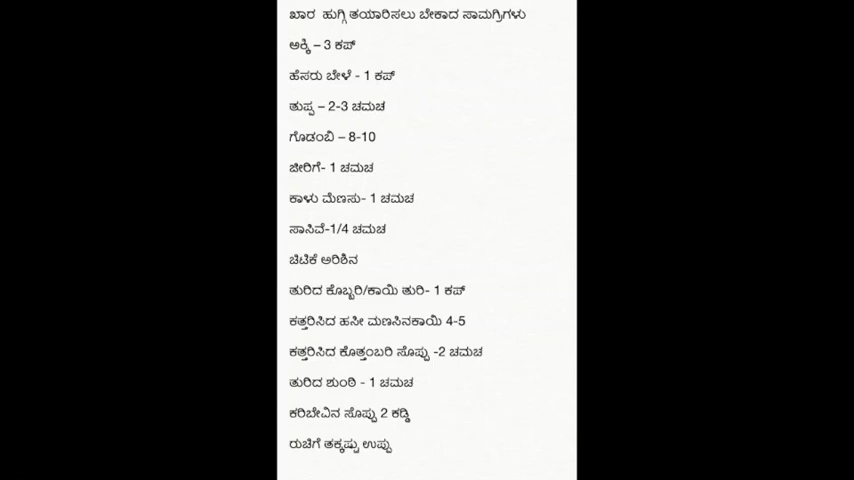 ಖಾರ ಹುಗ್ಗಿ ತಯಾರಿಸಲು ಬೇಕಾದ ಸಾಮಗ್ರಿಗಳು
ಅಕ್ಕಿ – 3 ಕಪ್
ಹೆಸರು ಬೇಳೆ - 1 ಕಪ್
ತುಪ್ಪ – 2-3 ಚಮಚ
ಗೊಡಂಬಿ – 8-10
ಜೀರಿಗೆ- 1 ಚಮಚ
ಕಾಳು ಮೆಣಸು- 1 ಚಮಚ
ಸಾಸಿವೆ-1/4 ಚಮಚ
ಚಿಟಿಕೆ ಅರಿಶಿನ
ತುರಿದ ಕೊಬ್ಬರಿ/ಕಾಯಿ ತುರಿ- 1 ಕಪ್
ಕತ್ತರಿಸಿದ ಹಸೀ ಮಣಸಿನಕಾಯಿ 4-5
ಕತ್ತರಿಸಿದ ಕೊತ್ತಂಬರಿ ಸೊಪ್ಪು -2 ಚಮಚ
ತುರಿದ ಶುಂಠಿ - 1 ಚಮಚ
ಕರಿಬೇವಿನ ಸೊಪ್ಪು 2 ಕಡ್ಡಿ
ರುಚಿಗೆ ತಕ್ಕಷ್ಟು ಉಪ್ಪು